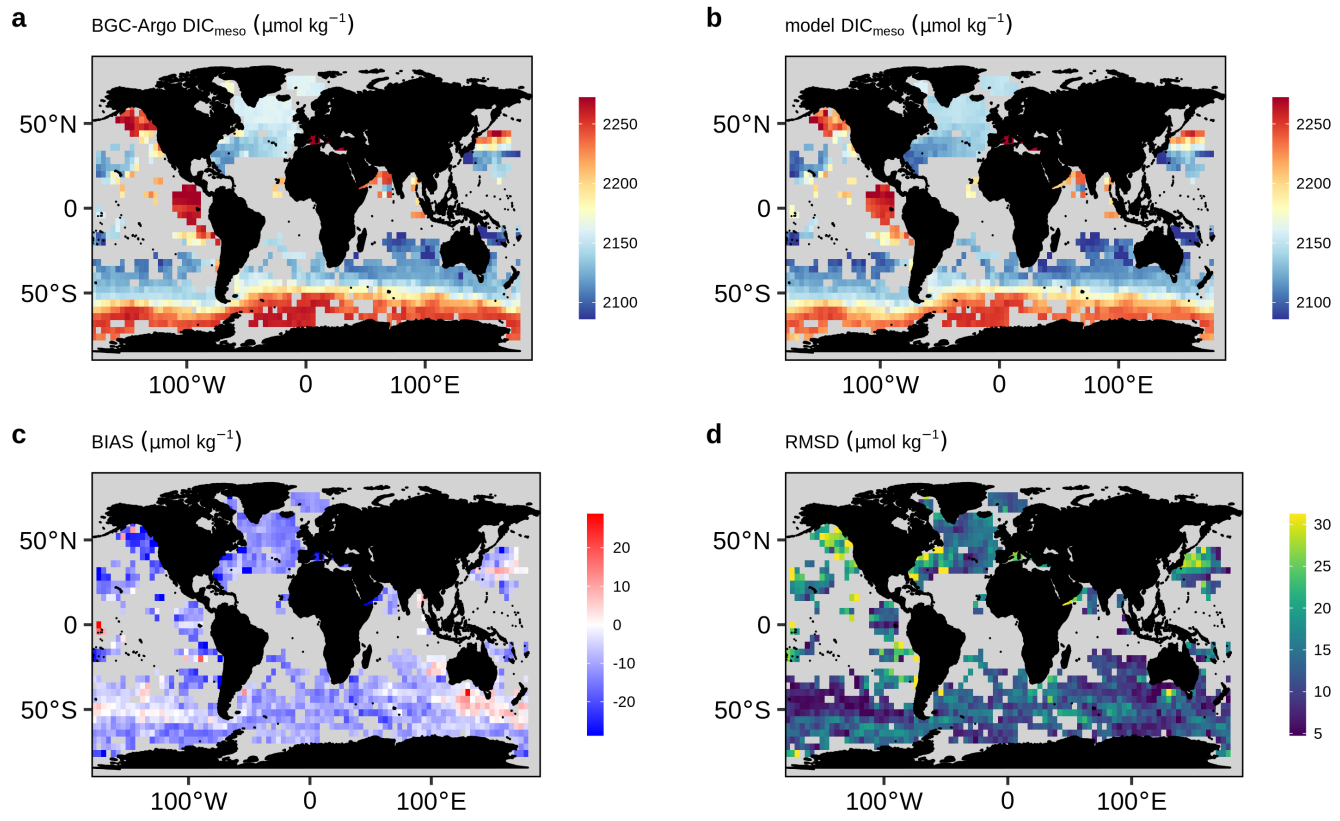 a
BGC-Argo DICmeso (μmol kg−1)
50°N
0
50°S
100°W
0
100°E
2250
2200
2150
2100
b
model DICmeso (μmol kg−1)
50°N
0
50°S
100°W
0
100°E
2250
2200
2150
2100
c
BIAS (μmol kg−1)
50°N
0
50°S
100°W
0
100°E
20
10
0
-10
-20
d
RMSD (μmol kg−1)
50°N
0
50°S
100°W
0
100°E
30
25
20
15
10
5